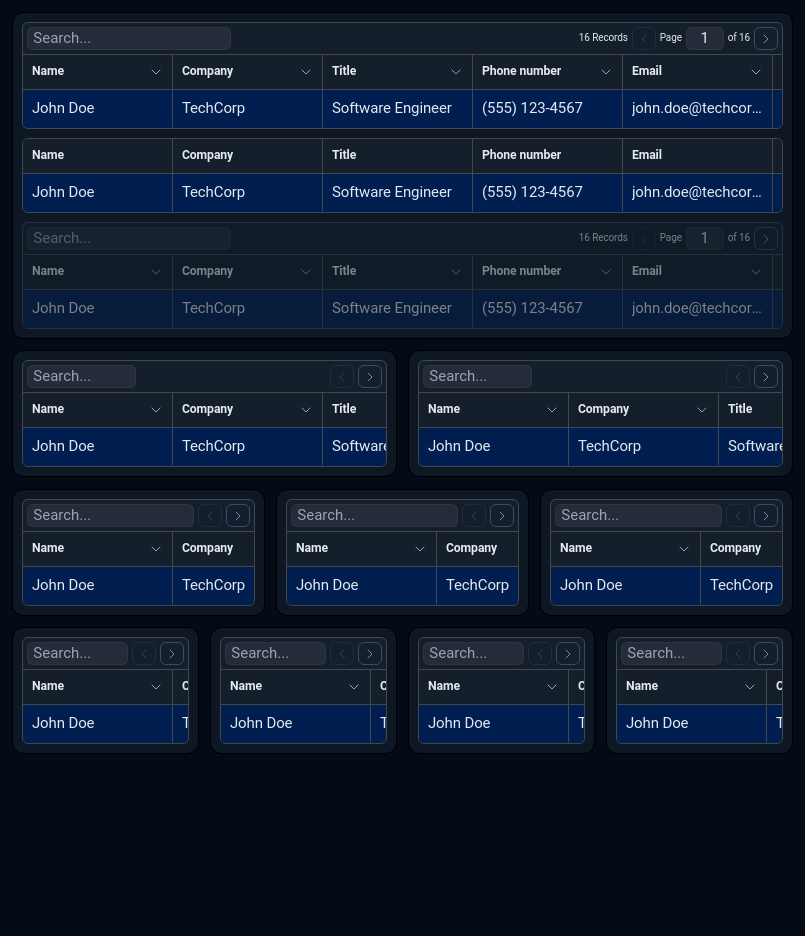 Search... 16 Records Page 1 of 16
Name Company Title Phone number Email
John Doe TechCorp Software Engineer (555) 123-4567 john.doe@techcor...
Name Company Title Phone number Email
John Doe TechCorp Software Engineer (555) 123-4567 john.doe@techcor...
Search... 16 Records Page 1 of 16
Name Company Title Phone number Email
John Doe TechCorp Software Engineer (555) 123-4567 john.doe@techcor...
Search... Search...
Name Company Title Name Company Title
John Doe TechCorp Software John Doe TechCorp Software
Search... Search... Search...
Name Company Name Company Name Company
John Doe TechCorp John Doe TechCorp John Doe TechCorp
Search... Search... Search... Search...
Name C Name C Name C Name C
John Doe T John Doe T John Doe T John Doe T